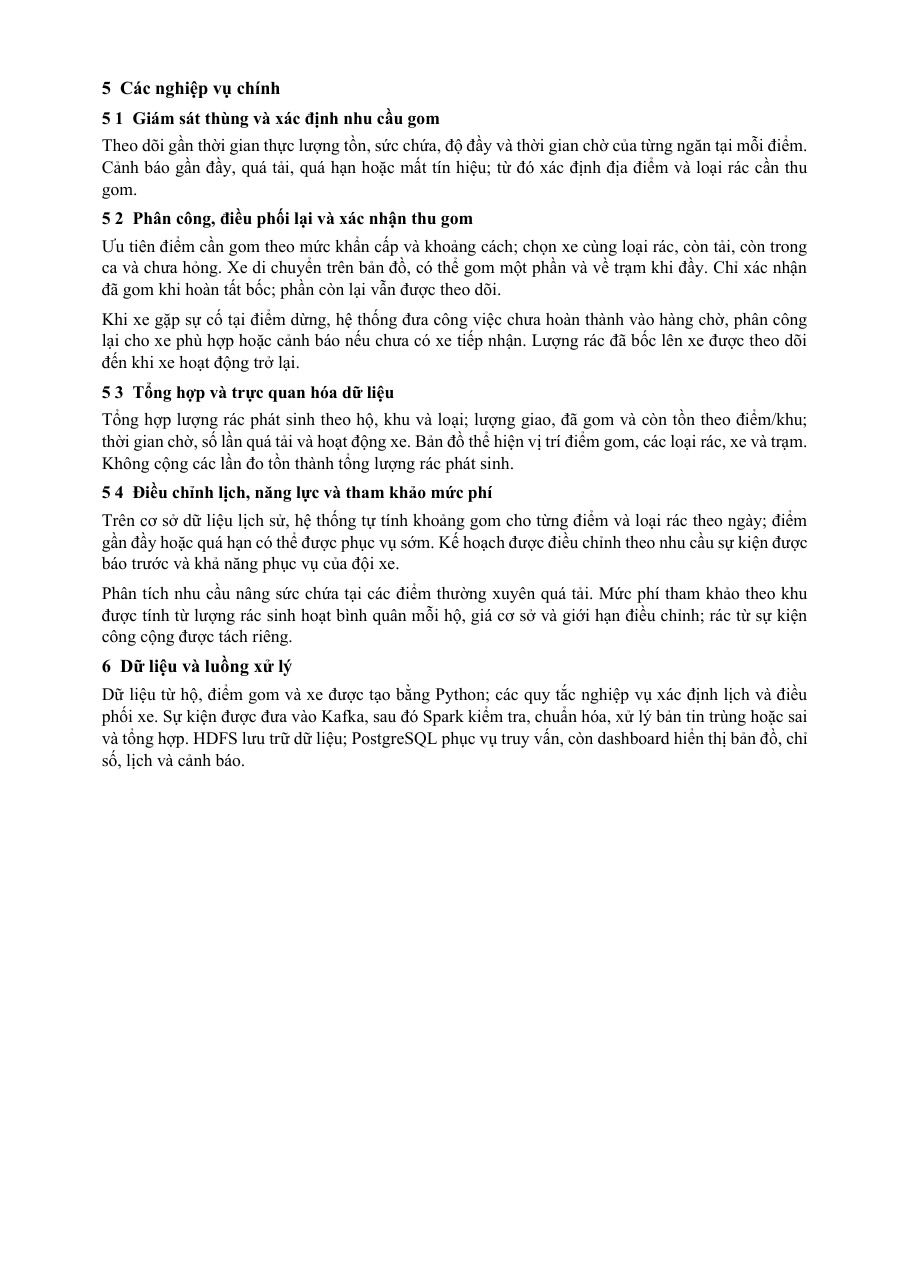 5 Các nghiệp vụ chính
5 1 Giám sát thùng và xác định nhu cầu gom
Theo dõi gần thời gian thực lượng tồn, sức chứa, độ đầy và thời gian chờ của từng ngăn tại mỗi điểm.
Cảnh báo gần đầy, quá tải, quá hạn hoặc mất tín hiệu; từ đó xác định địa điểm và loại rác cần thu
gom.
5 2 Phân công, điều phối lại và xác nhận thu gom
Ưu tiên điểm cần gom theo mức khẩn cấp và khoảng cách; chọn xe cùng loại rác, còn tải, còn trong
ca và chưa hỏng. Xe di chuyển trên bản đồ, có thể gom một phần và về trạm khi đầy. Chỉ xác nhận
đã gom khi hoàn tất bốc; phần còn lại vẫn được theo dõi.
Khi xe gặp sự cố tại điểm dừng, hệ thống đưa công việc chưa hoàn thành vào hàng chờ, phân công
lại cho xe phù hợp hoặc cảnh báo nếu chưa có xe tiếp nhận. Lượng rác đã bốc lên xe được theo dõi
đến khi xe hoạt động trở lại.
5 3 Tổng hợp và trực quan hóa dữ liệu
Tổng hợp lượng rác phát sinh theo hộ, khu và loại; lượng giao, đã gom và còn tồn theo điểm/khu;
thời gian chờ, số lần quá tải và hoạt động xe. Bản đồ thể hiện vị trí điểm gom, các loại rác, xe và trạm.
Không cộng các lần đo tồn thành tổng lượng rác phát sinh.
5 4 Điều chỉnh lịch, năng lực và tham khảo mức phí
Trên cơ sở dữ liệu lịch sử, hệ thống tự tính khoảng gom cho từng điểm và loại rác theo ngày; điểm
gần đầy hoặc quá hạn có thể được phục vụ sớm. Kế hoạch được điều chỉnh theo nhu cầu sự kiện được
báo trước và khả năng phục vụ của đội xe.
Phân tích nhu cầu nâng sức chứa tại các điểm thường xuyên quá tải. Mức phí tham khảo theo khu
được tính từ lượng rác sinh hoạt bình quân mỗi hộ, giá cơ sở và giới hạn điều chỉnh; rác từ sự kiện
công cộng được tách riêng.
6 Dữ liệu và luồng xử lý
Dữ liệu từ hộ, điểm gom và xe được tạo bằng Python; các quy tắc nghiệp vụ xác định lịch và điều
phối xe. Sự kiện được đưa vào Kafka, sau đó Spark kiểm tra, chuẩn hóa, xử lý bản tin trùng hoặc sai
và tổng hợp. HDFS lưu trữ dữ liệu; PostgreSQL phục vụ truy vấn, còn dashboard hiển thị bản đồ, chỉ
số, lịch và cảnh báo.